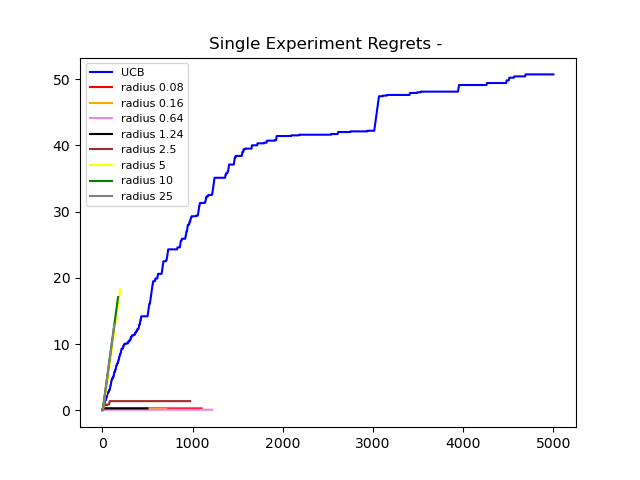 Single Experiment Regrets -
UCB
radius 0.08
radius 0.16
radius 0.64
radius 1.24
radius 2.5
radius 5
radius 10
radius 25
50
40
30
20
10
0
0 1000 2000 3000 4000 5000